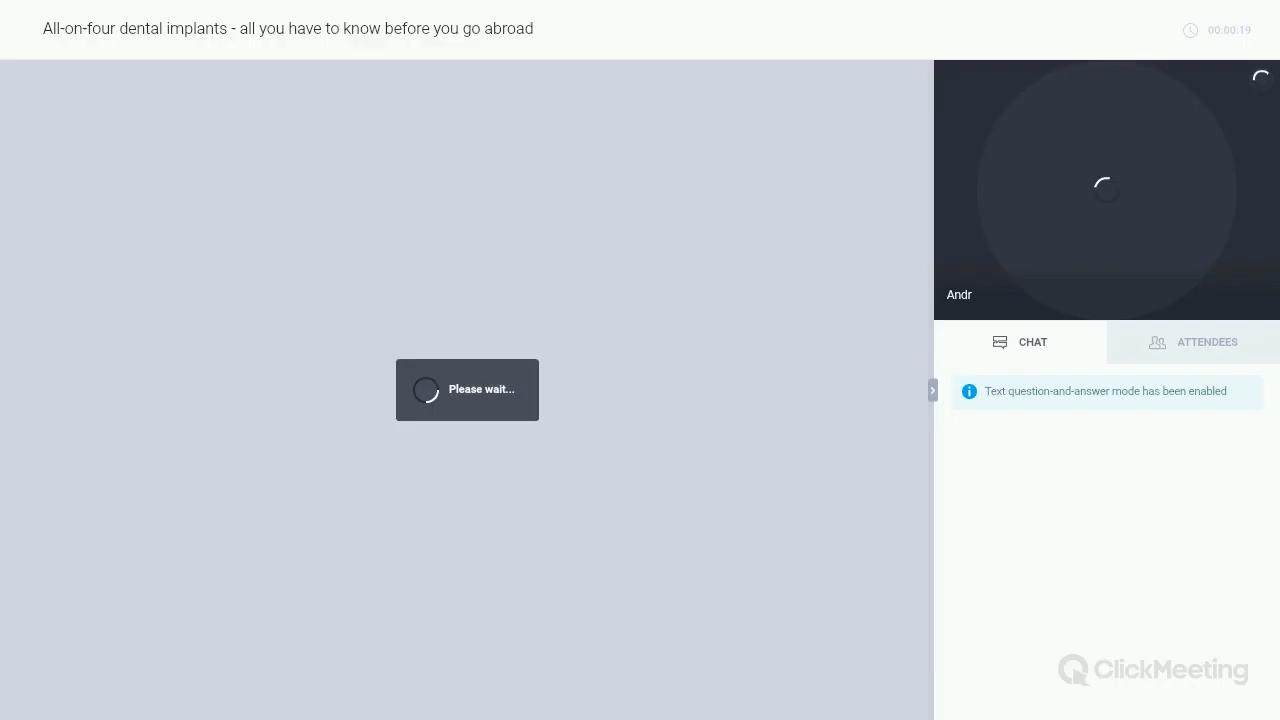 All-on-four dental implants - all you have to know before you go abroad
00:00:19
Andr
CHAT
ATTENDEES
Text question-and-answer mode has been enabled
Please wait...
ClickMeeting